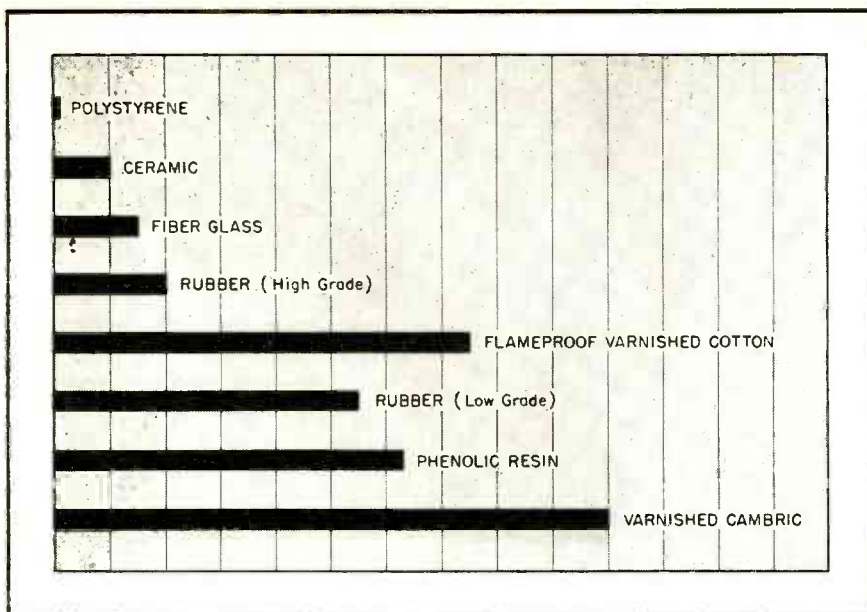 POLYSTYRENE
CERAMIC
FIBER GLASS
RUBBER (High Grade)
FLAMEPROOF VARNISHED COTTON
RUBBER (Low Grade)
PHENOLIC RESIN
VARNISHED CAMBRIC